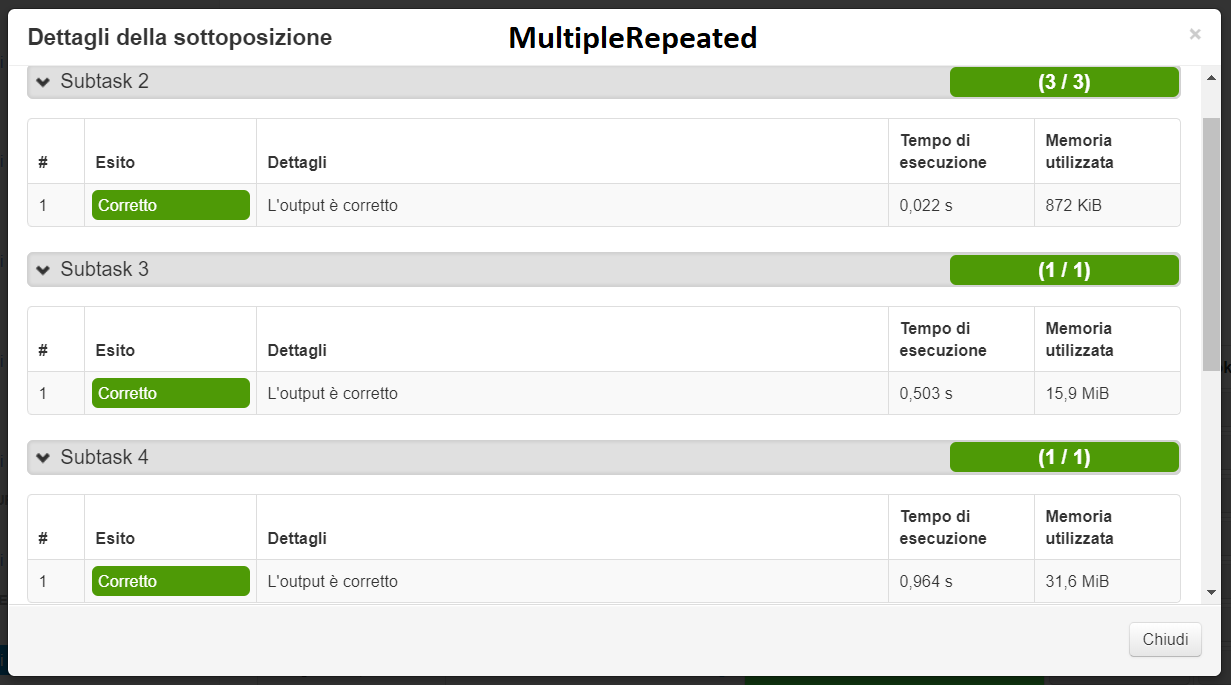 Dettagli della sottoposizione
MultipleRepeated
×
Subtask 2
(3 / 3)
# Esito Dettagli Tempo di esecuzione Memoria utilizzata
1 Corretto L'output è corretto 0,022 s 872 KiB
Subtask 3
(1 / 1)
# Esito Dettagli Tempo di esecuzione Memoria utilizzata
1 Corretto L'output è corretto 0,503 s 15,9 MiB
Subtask 4
(1 / 1)
# Esito Dettagli Tempo di esecuzione Memoria utilizzata
1 Corretto L'output è corretto 0,964 s 31,6 MiB
Chiudi